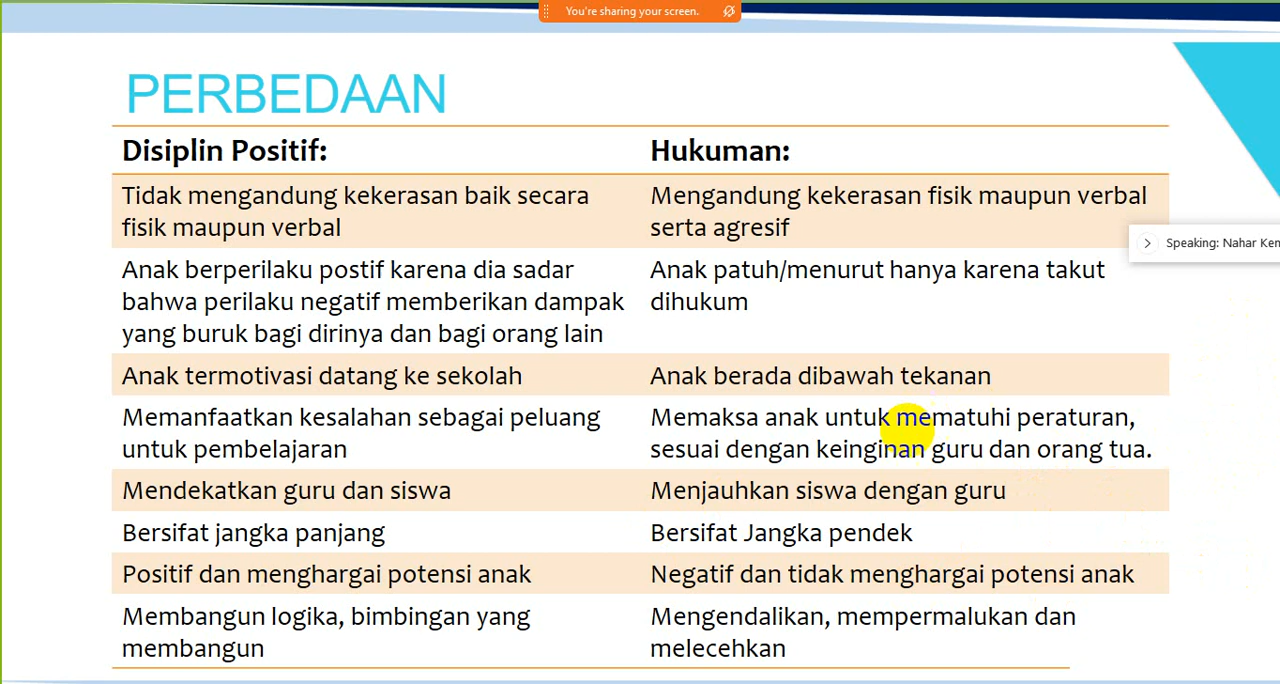 You're sharing your screen.
PERBEDAAN
Disiplin Positif:
Hukuman:
Tidak mengandung kekerasan baik secara
fisik maupun verbal
Mengandung kekerasan fisik maupun verbal
serta agresif
Speaking: Nahar Kem
Anak berperilaku postif karena dia sadar
bahwa perilaku negatif memberikan dampak
yang buruk bagi dirinya dan bagi orang lain
Anak patuh/menurut hanya karena takut
dihukum
Anak termotivasi datang ke sekolah
Anak berada dibawah tekanan
Memanfaatkan kesalahan sebagai peluang
untuk pembelajaran
Memaksa anak untuk mematuhi peraturan,
sesuai dengan keinginan guru dan orang tua.
Mendekatkan guru dan siswa
Menjauhkan siswa dengan guru
Bersifat jangka panjang
Bersifat Jangka pendek
Positif dan menghargai potensi anak
Negatif dan tidak menghargai potensi anak
Membangun logika, bimbingan yang
membangun
Mengendalikan, mempermalukan dan
melecehkan